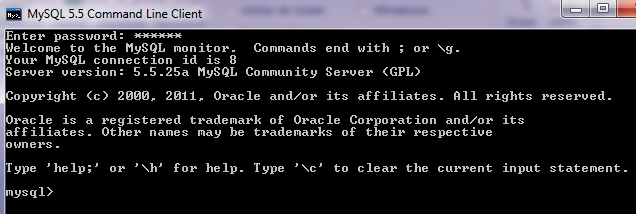 MySQL 5.5 Command Line Client
Enter password: ******
Welcome to the MySQL monitor.  Commands end with ; or \g.
Your MySQL connection id is 8
Server version: 5.5.25a MySQL Community Server (GPL)
Copyright (c) 2000, 2011, Oracle and/or its affiliates. All rights reserved.
Oracle is a registered trademark of Oracle Corporation and/or its
affiliates. Other names may be trademarks of their respective
owners.
Type 'help;' or '\h' for help. Type '\c' to clear the current input statement.
mysql>